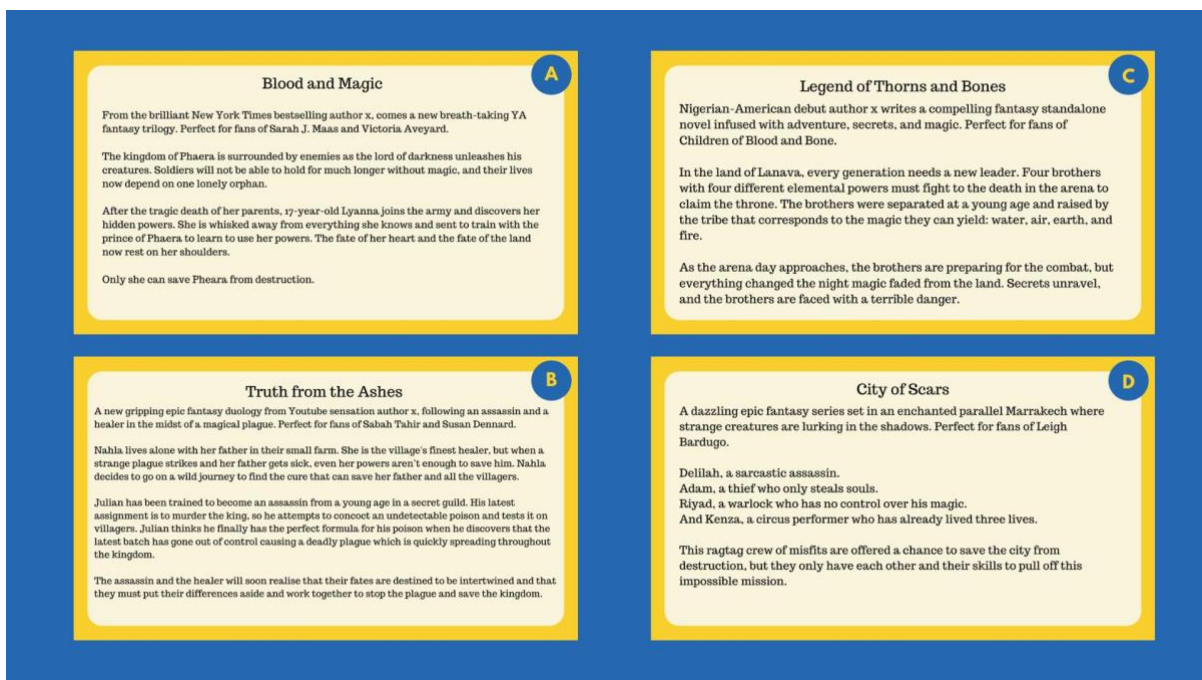 A
Blood and Magic
From the brilliant New York Times bestselling author x, comes a new breath-taking YA
fantasy trilogy. Perfect for fans of Sarah J. Maas and Victoria Aveyard.
The kingdom of Phaera is surrounded by enemies as the lord of darkness unleashes his
creatures. Soldiers will not be able to hold for much longer without magic, and their lives
now depend on one lonely orphan.
After the tragic death of her parents, 17-year-old Lyanna joins the army and discovers her
hidden powers. She is whisked away from everything she knows and sent to train with the
prince of Phaera to learn to use her powers. The fate of her heart and the fate of the land
now rest on her shoulders.
Only she can save Pheara from destruction.
B
Truth from the Ashes
A new gripping epic fantasy duology from Youtube sensation author x, following an assassin and a
healer in the midst of a magical plague. Perfect for fans of Sabah Tahir and Susan Dennard.
Nahla lives alone with her father in their small farm. She is the village's finest healer, but when a
strange plague strikes and her father gets sick, even her powers aren't enough to save him. Nahla
decides to go on a wild journey to find the cure that can save her father and all the villagers.
Julian has been trained to become an assassin from a young age in a secret guild. His latest
assignment is to murder the king, so he attempts to concoct an undetectable poison and tests it on
villagers. Julian thinks he finally has the perfect formula for his poison when he discovers that the
latest batch has gone out of control causing a deadly plague which is quickly spreading throughout
the kingdom.
The assassin and the healer will soon realise that their fates are destined to be intertwined and that
they must put their differences aside and work together to stop the plague and save the kingdom.
C
Legend of Thorns and Bones
Nigerian-American debut author x writes a compelling fantasy standalone
novel infused with adventure, secrets, and magic. Perfect for fans of
Children of Blood and Bone.
In the land of Lanava, every generation needs a new leader. Four brothers
with four different elemental powers must fight to the death in the arena to
claim the throne. The brothers were separated at a young age and raised by
the tribe that corresponds to the magic they can yield: water, air, earth, and
fire.
As the arena day approaches, the brothers are preparing for the combat, but
everything changed the night magic faded from the land. Secrets unravel,
and the brothers are faced with a terrible danger.
D
City of Scars
A dazzling epic fantasy series set in an enchanted parallel Marrakech where
strange creatures are lurking in the shadows. Perfect for fans of Leigh
Bardugo.
Delilah, a sarcastic assassin.
Adam, a thief who only steals souls.
Riyad, a warlock who has no control over his magic.
And Kenza, a circus performer who has already lived three lives.
This ragtag crew of misfits are offered a chance to save the city from
destruction, but they only have each other and their skills to pull off this
impossible mission.